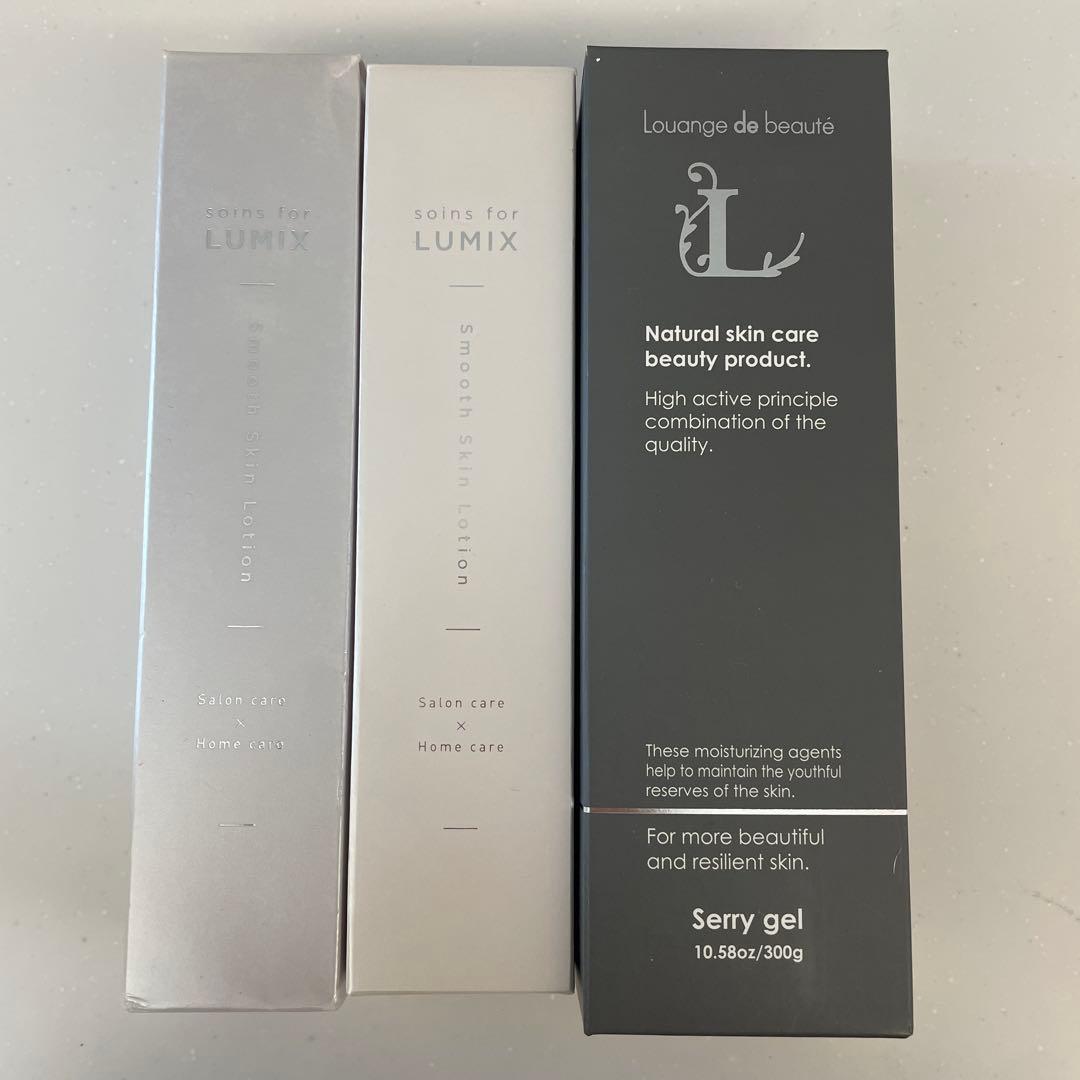 soins for
LUMIX
Smooth Skin Lotion
Salon care
×
Home care
soins for
LUMIX
Smooth Skin Lotion
Salon care
×
Home care
Louange de beauté
L
Natural skin care
beauty product.
High active principle
combination of the
quality.
These moisturizing agents
help to maintain the youthful
reserves of the skin.
For more beautiful
and resilient skin.
Serry gel
10.58oz/300g